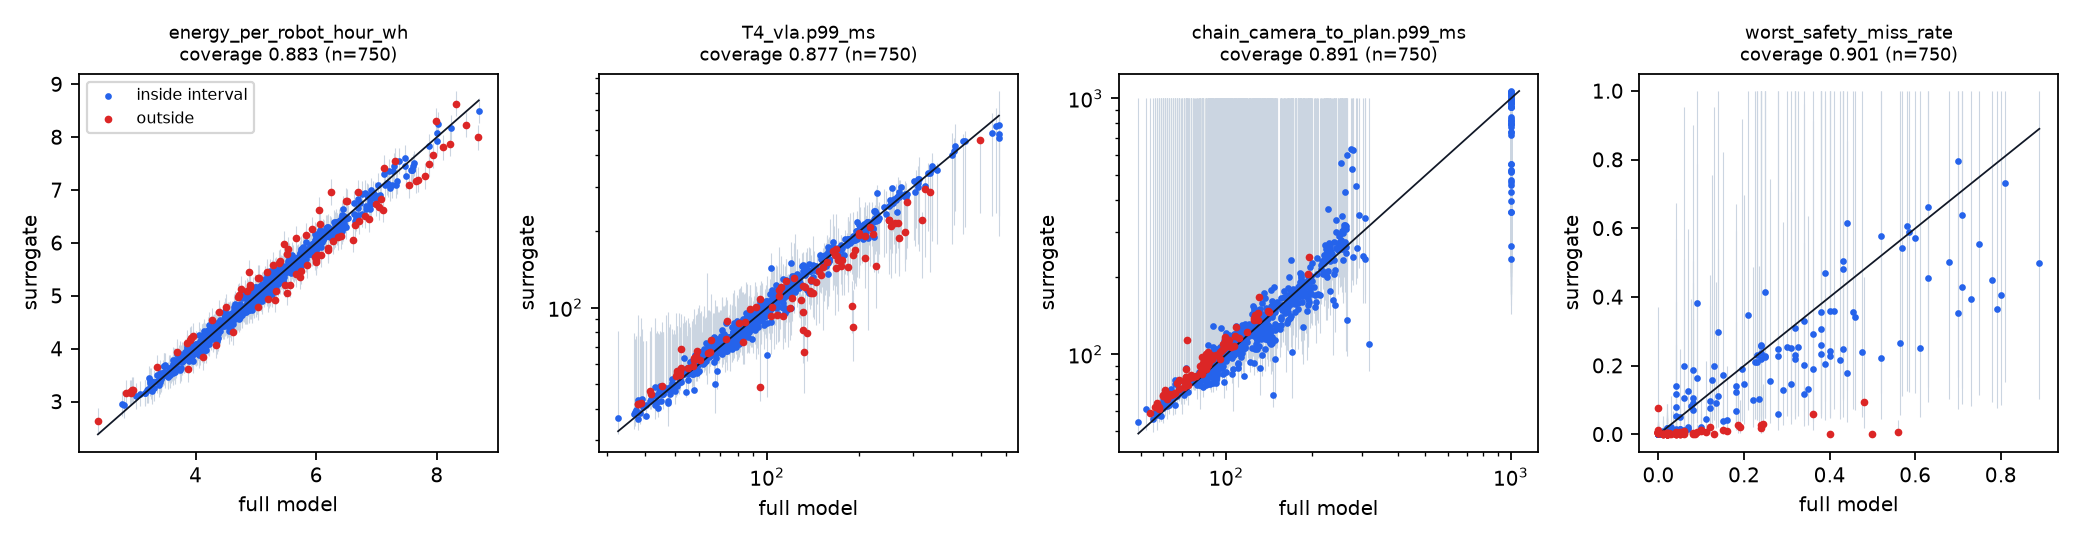 energy_per_robot_hour_wh
coverage 0.883 (n=750)
9
8
7
6
5
4
3
surrogate
inside interval
outside
4
6
8
full model
T4_vla.p99_ms
coverage 0.877 (n=750)
10²
surrogate
10²
full model
chain_camera_to_plan.p99_ms
coverage 0.891 (n=750)
10³
10²
surrogate
10²
10³
full model
worst_safety_miss_rate
coverage 0.901 (n=750)
1.0
0.8
0.6
0.4
0.2
0.0
surrogate
0.0
0.2
0.4
0.6
0.8
full model